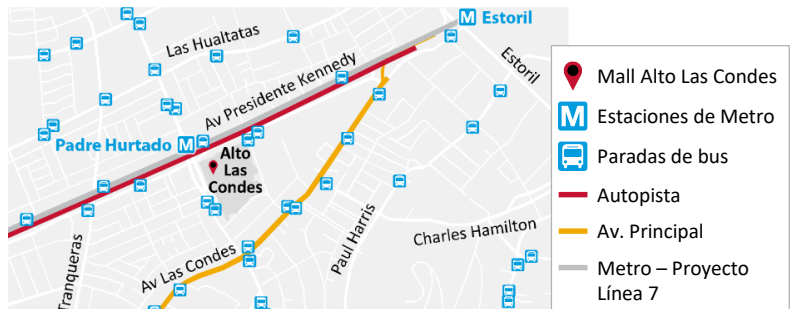 M Estoril
Las Hualtatas
Estoril
Av Presidente Kennedy
Padre Hurtado M
Alto
Las
Condes
Tranqueras
Av Las Condes
Paul Harris
Charles Hamilton
Mall Alto Las Condes
M Estaciones de Metro
Paradas de bus
Autopista
Av. Principal
Metro – Proyecto
Línea 7